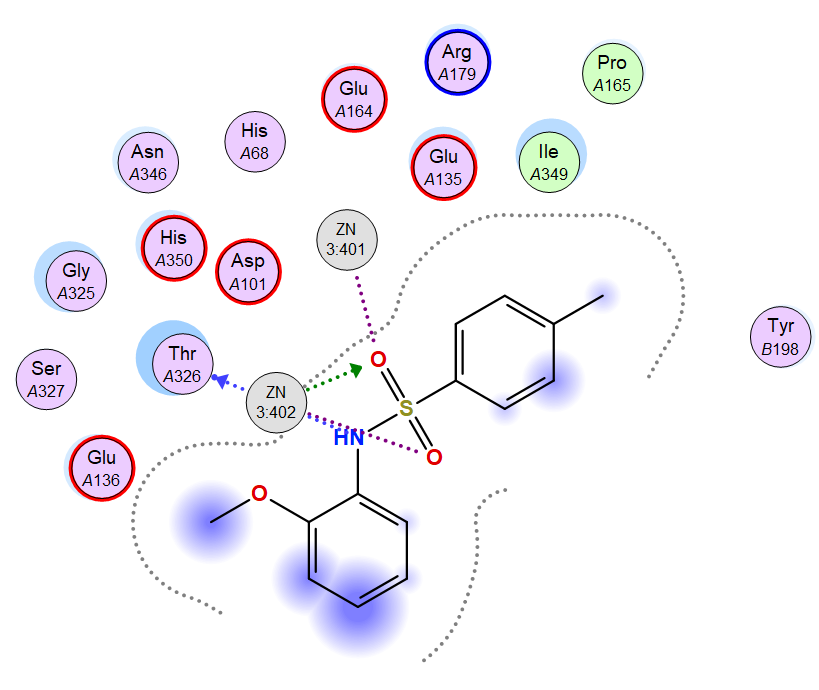 Arg
A179
Pro
A165
Glu
A164
His
A68
Asn
A346
Glu
A135
Ile
A349
ZN
3:401
His
A350
Asp
A101
Gly
A325
Tyr
B198
Thr
A326
Ser
A327
ZN
3:402
O
S
HN
O
Glu
A136
O